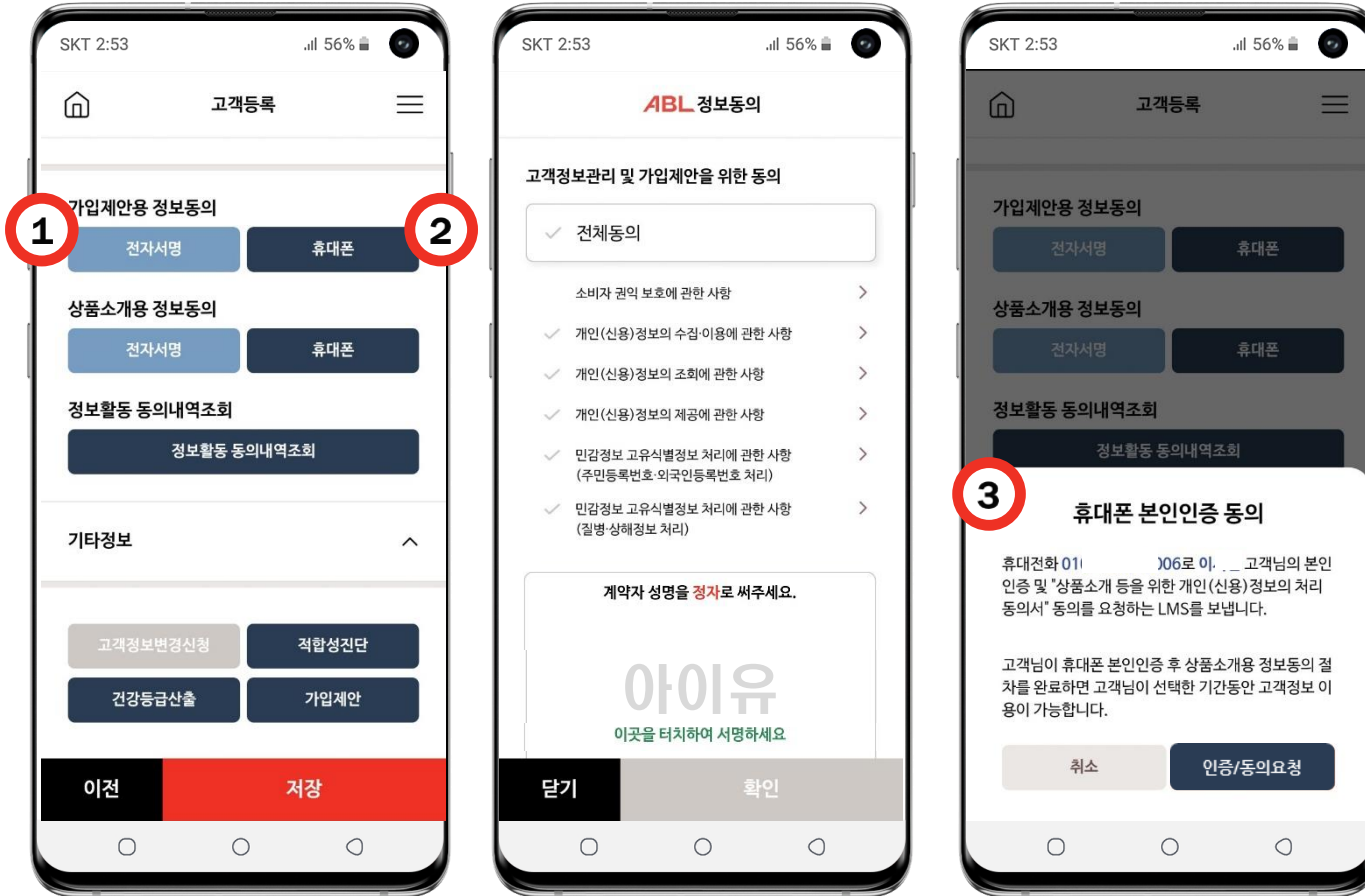 SKT 2:53
56%
고객등록
1
2
가입제안용 정보동의
전자서명
휴대폰
상품소개용 정보동의
전자서명
휴대폰
정보활동 동의내역조회
정보활동 동의내역조회
기타정보
고객정보변경신청
적합성진단
건강등급산출
가입제안
이전
저장
SKT 2:53
56%
ABL 정보동의
고객정보관리 및 가입제안을 위한 동의
전체동의
소비자 권익 보호에 관한 사항
개인(신용)정보의 수집·이용에 관한 사항
개인(신용)정보의 조회에 관한 사항
개인(신용)정보의 제공에 관한 사항
민감정보 고유식별정보 처리에 관한 사항
(주민등록번호·외국인등록번호 처리)
민감정보 고유식별정보 처리에 관한 사항
(질병·상해정보 처리)
계약자 성명을 정자로 써주세요.
아이유
이곳을 터치하여 서명하세요
닫기
확인
SKT 2:53
56%
고객등록
가입제안용 정보동의
전자서명
휴대폰
상품소개용 정보동의
전자서명
휴대폰
정보활동 동의내역조회
정보활동 동의내역조회
3
휴대폰 본인인증 동의
휴대전화 01 006로 이 고객님의 본인
인증 및 "상품소개 등을 위한 개인(신용)정보의 처리
동의서" 동의를 요청하는 LMS를 보냅니다.
고객님이 휴대폰 본인인증 후 상품소개용 정보동의 절
차를 완료하면 고객님이 선택한 기간동안 고객정보 이
용이 가능합니다.
취소
인증/동의요청